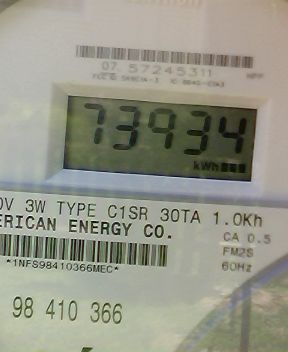 07. 57245311
73934
kWh
0V 3W TYPE C1SR 30TA 1.0Kh
ERICAN ENERGY CO.
CA 0.5
FM2S
60Hz
*1NFS98410366MEC*
98 410 366